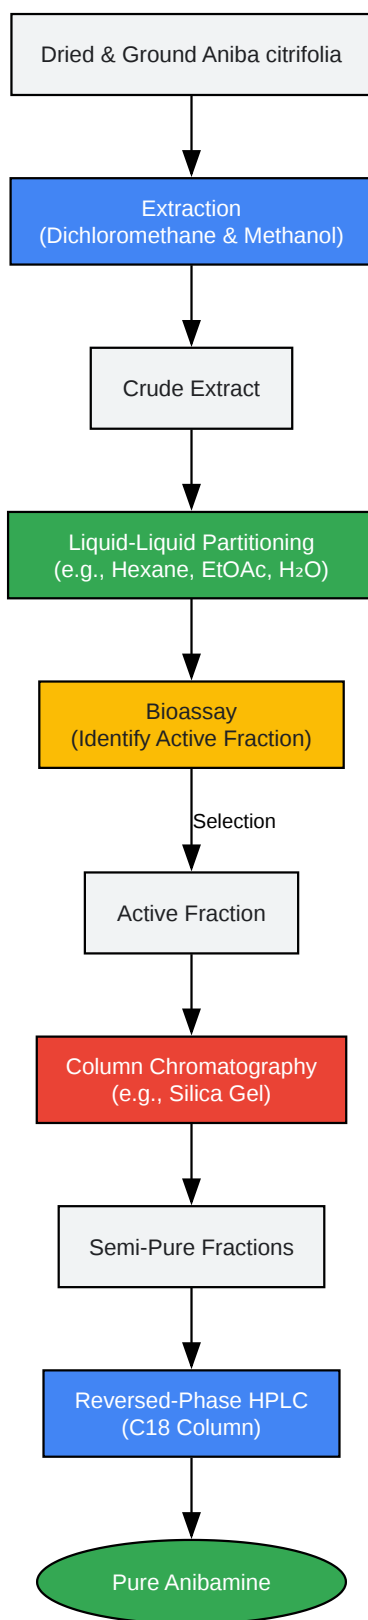 Dried & Ground Aniba citrifolia
Extraction
(Dichloromethane & Methanol)
Crude Extract
Liquid-Liquid Partitioning
(e.g., Hexane, EtOAc, H₂O)
Bioassay
(Identify Active Fraction)
Selection
Active Fraction
Column Chromatography
(e.g., Silica Gel)
Semi-Pure Fractions
Reversed-Phase HPLC
(C18 Column)
Pure Anibamine